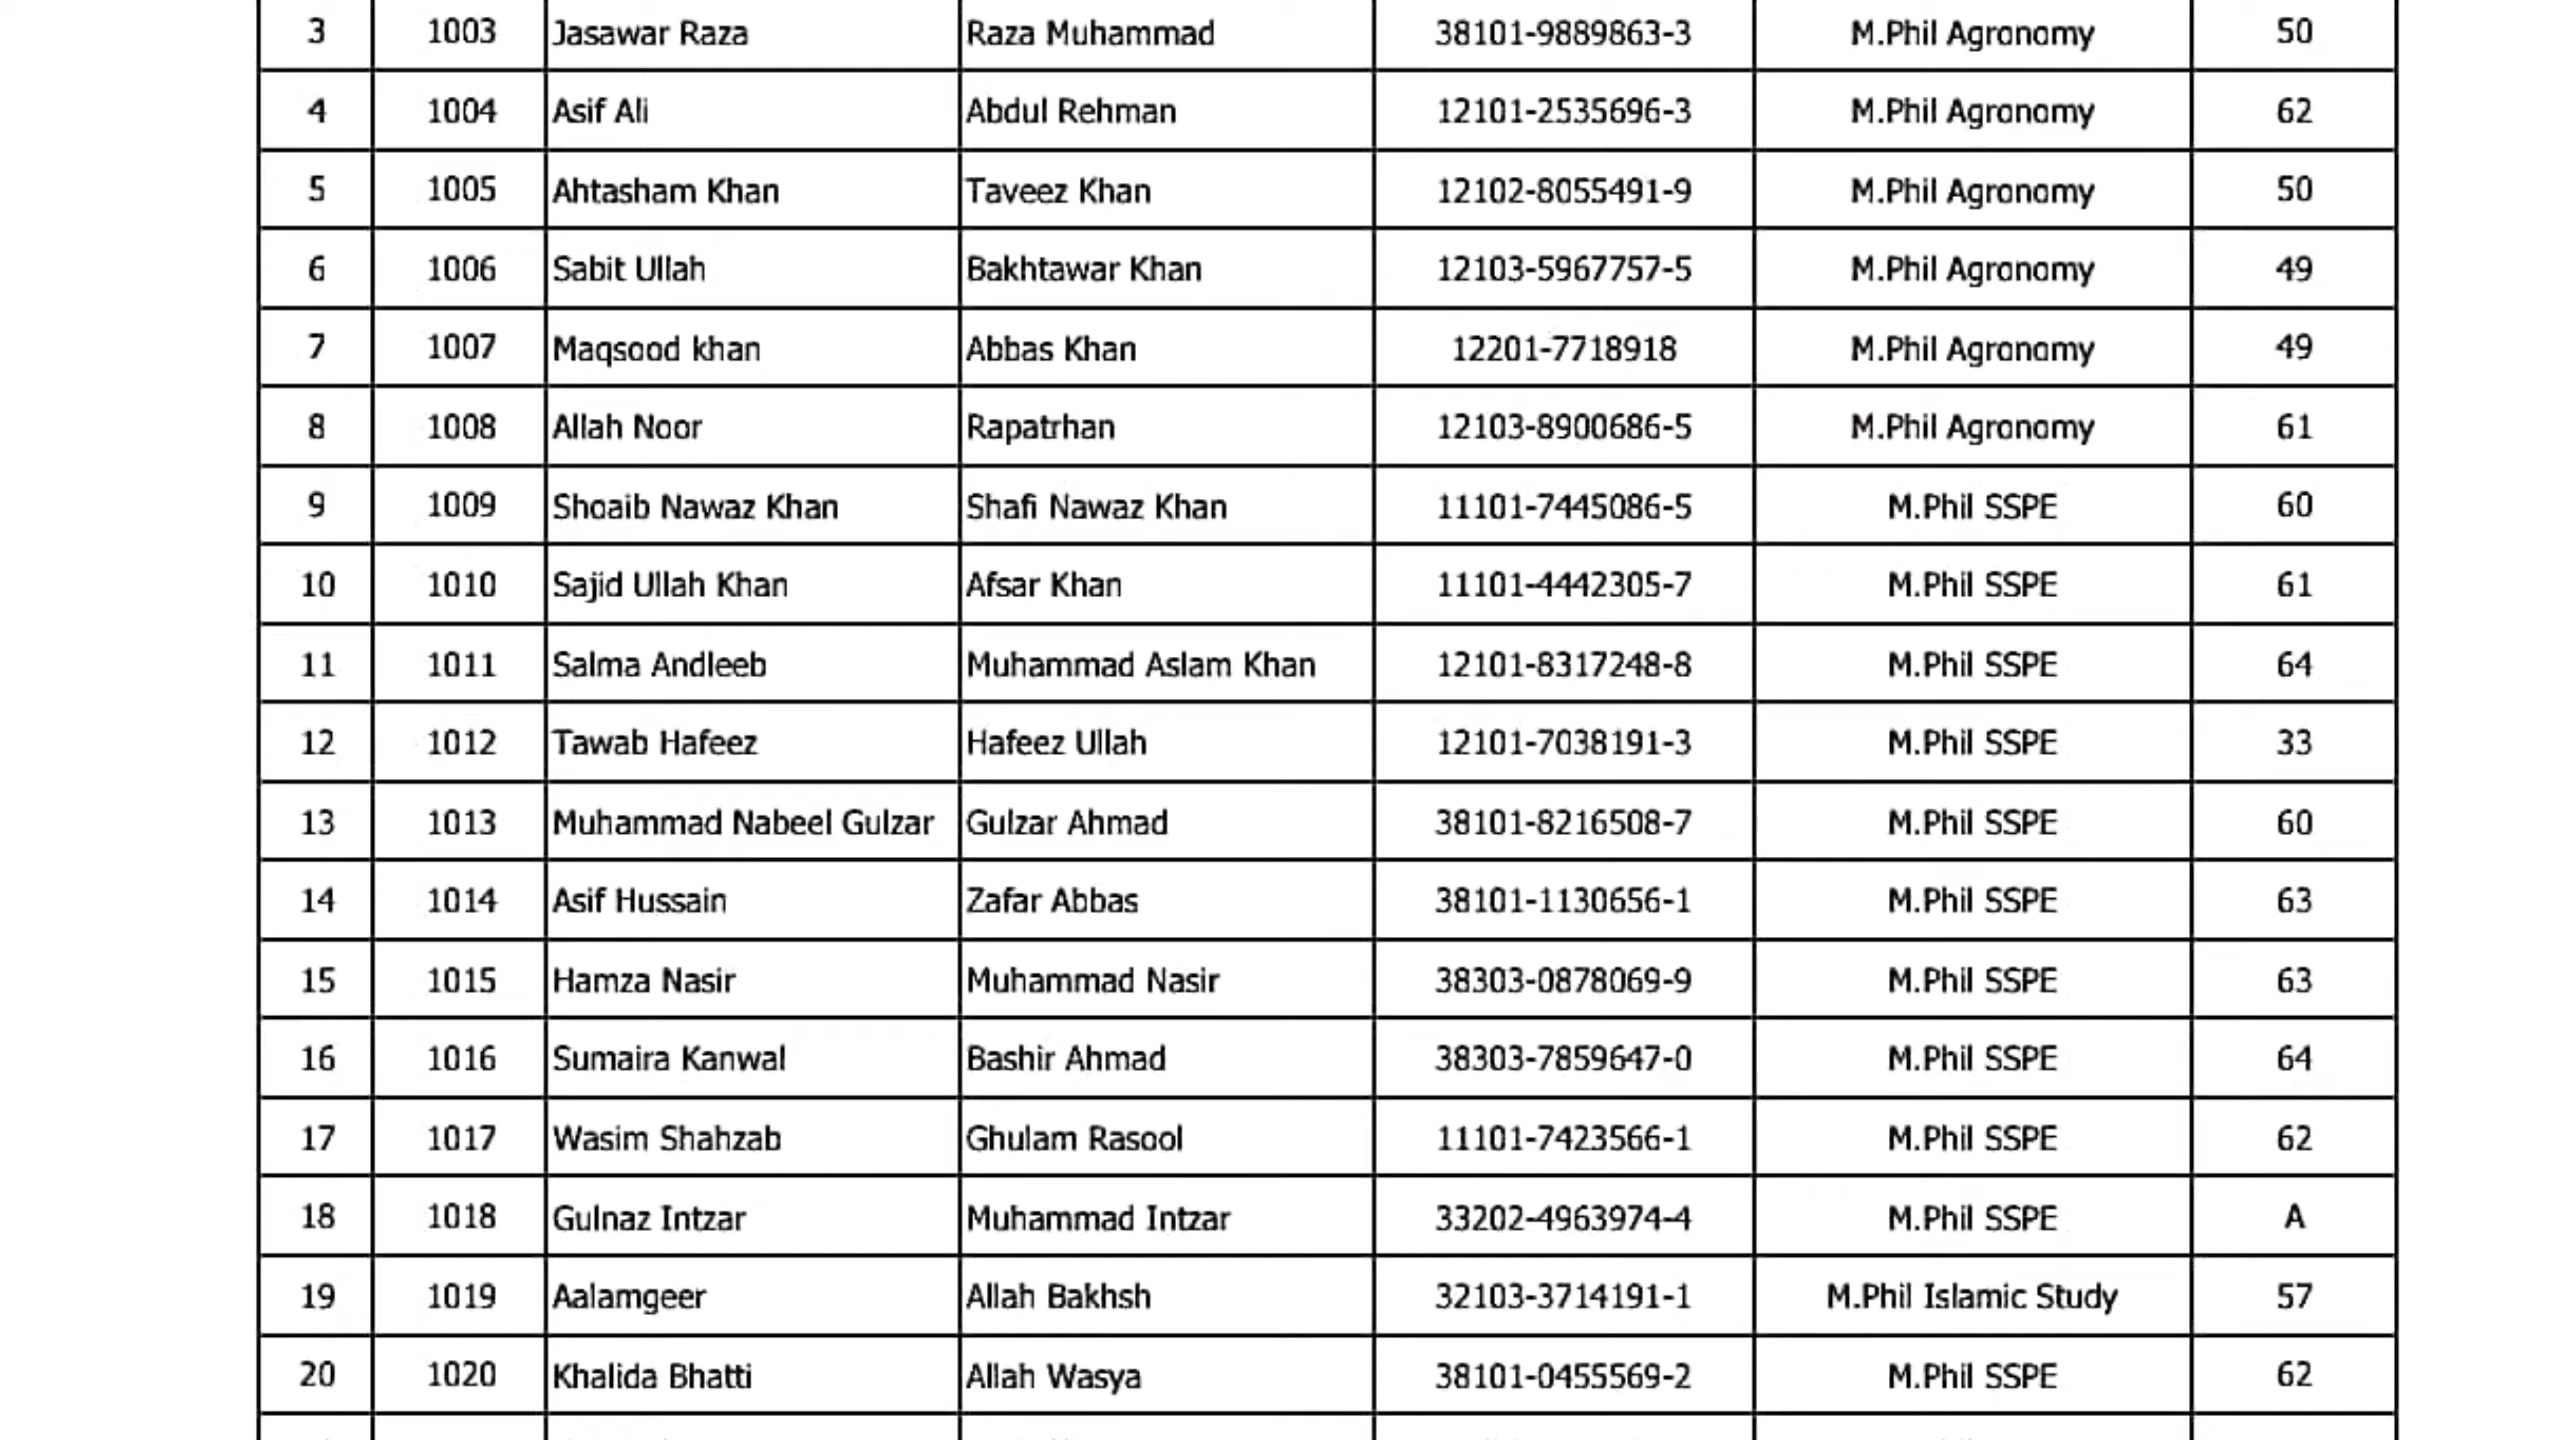 3 1003 Jasawar Raza Raza Muhammad 38101-9889863-3 M.Phil Agronomy 50
4 1004 Asif Ali Abdul Rehman 12101-2535696-3 M.Phil Agronomy 62
5 1005 Ahtasham Khan Taveez Khan 12102-8055491-9 M.Phil Agronomy 50
6 1006 Sabit Ullah Bakhtawar Khan 12103-5967757-5 M.Phil Agronomy 49
7 1007 Maqsood khan Abbas Khan 12201-7718918 M.Phil Agronomy 49
8 1008 Allah Noor Rapatrhan 12103-8900686-5 M.Phil Agronomy 61
9 1009 Shoaib Nawaz Khan Shafi Nawaz Khan 11101-7445086-5 M.Phil SSPE 60
10 1010 Sajid Ullah Khan Afsar Khan 11101-4442305-7 M.Phil SSPE 61
11 1011 Salma Andleeb Muhammad Aslam Khan 12101-8317248-8 M.Phil SSPE 64
12 1012 Tawab Hafeez Hafeez Ullah 12101-7038191-3 M.Phil SSPE 33
13 1013 Muhammad Nabeel Gulzar Gulzar Ahmad 38101-8216508-7 M.Phil SSPE 60
14 1014 Asif Hussain Zafar Abbas 38101-1130656-1 M.Phil SSPE 63
15 1015 Hamza Nasir Muhammad Nasir 38303-0878069-9 M.Phil SSPE 63
16 1016 Sumaira Kanwal Bashir Ahmad 38303-7859647-0 M.Phil SSPE 64
17 1017 Wasim Shahzab Ghulam Rasool 11101-7423566-1 M.Phil SSPE 62
18 1018 Gulnaz Intzar Muhammad Intzar 33202-4963974-4 M.Phil SSPE A
19 1019 Aalamgeer Allah Bakhsh 32103-3714191-1 M.Phil Islamic Study 57
20 1020 Khalida Bhatti Allah Wasya 38101-0455569-2 M.Phil SSPE 62